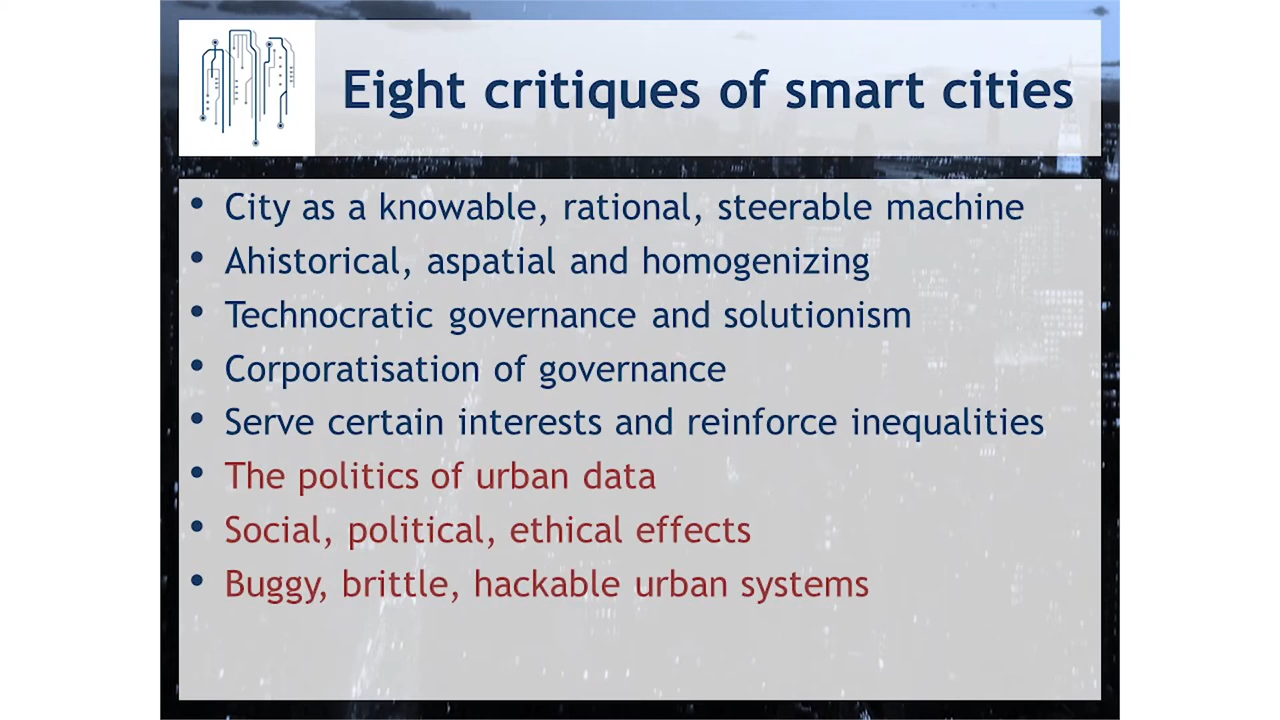 Eight critiques of smart cities
• City as a knowable, rational, steerable machine
• Ahistorical, aspatial and homogenizing
• Technocratic governance and solutionism
• Corporatisation of governance
• Serve certain interests and reinforce inequalities
• The politics of urban data
• Social, political, ethical effects
• Buggy, brittle, hackable urban systems